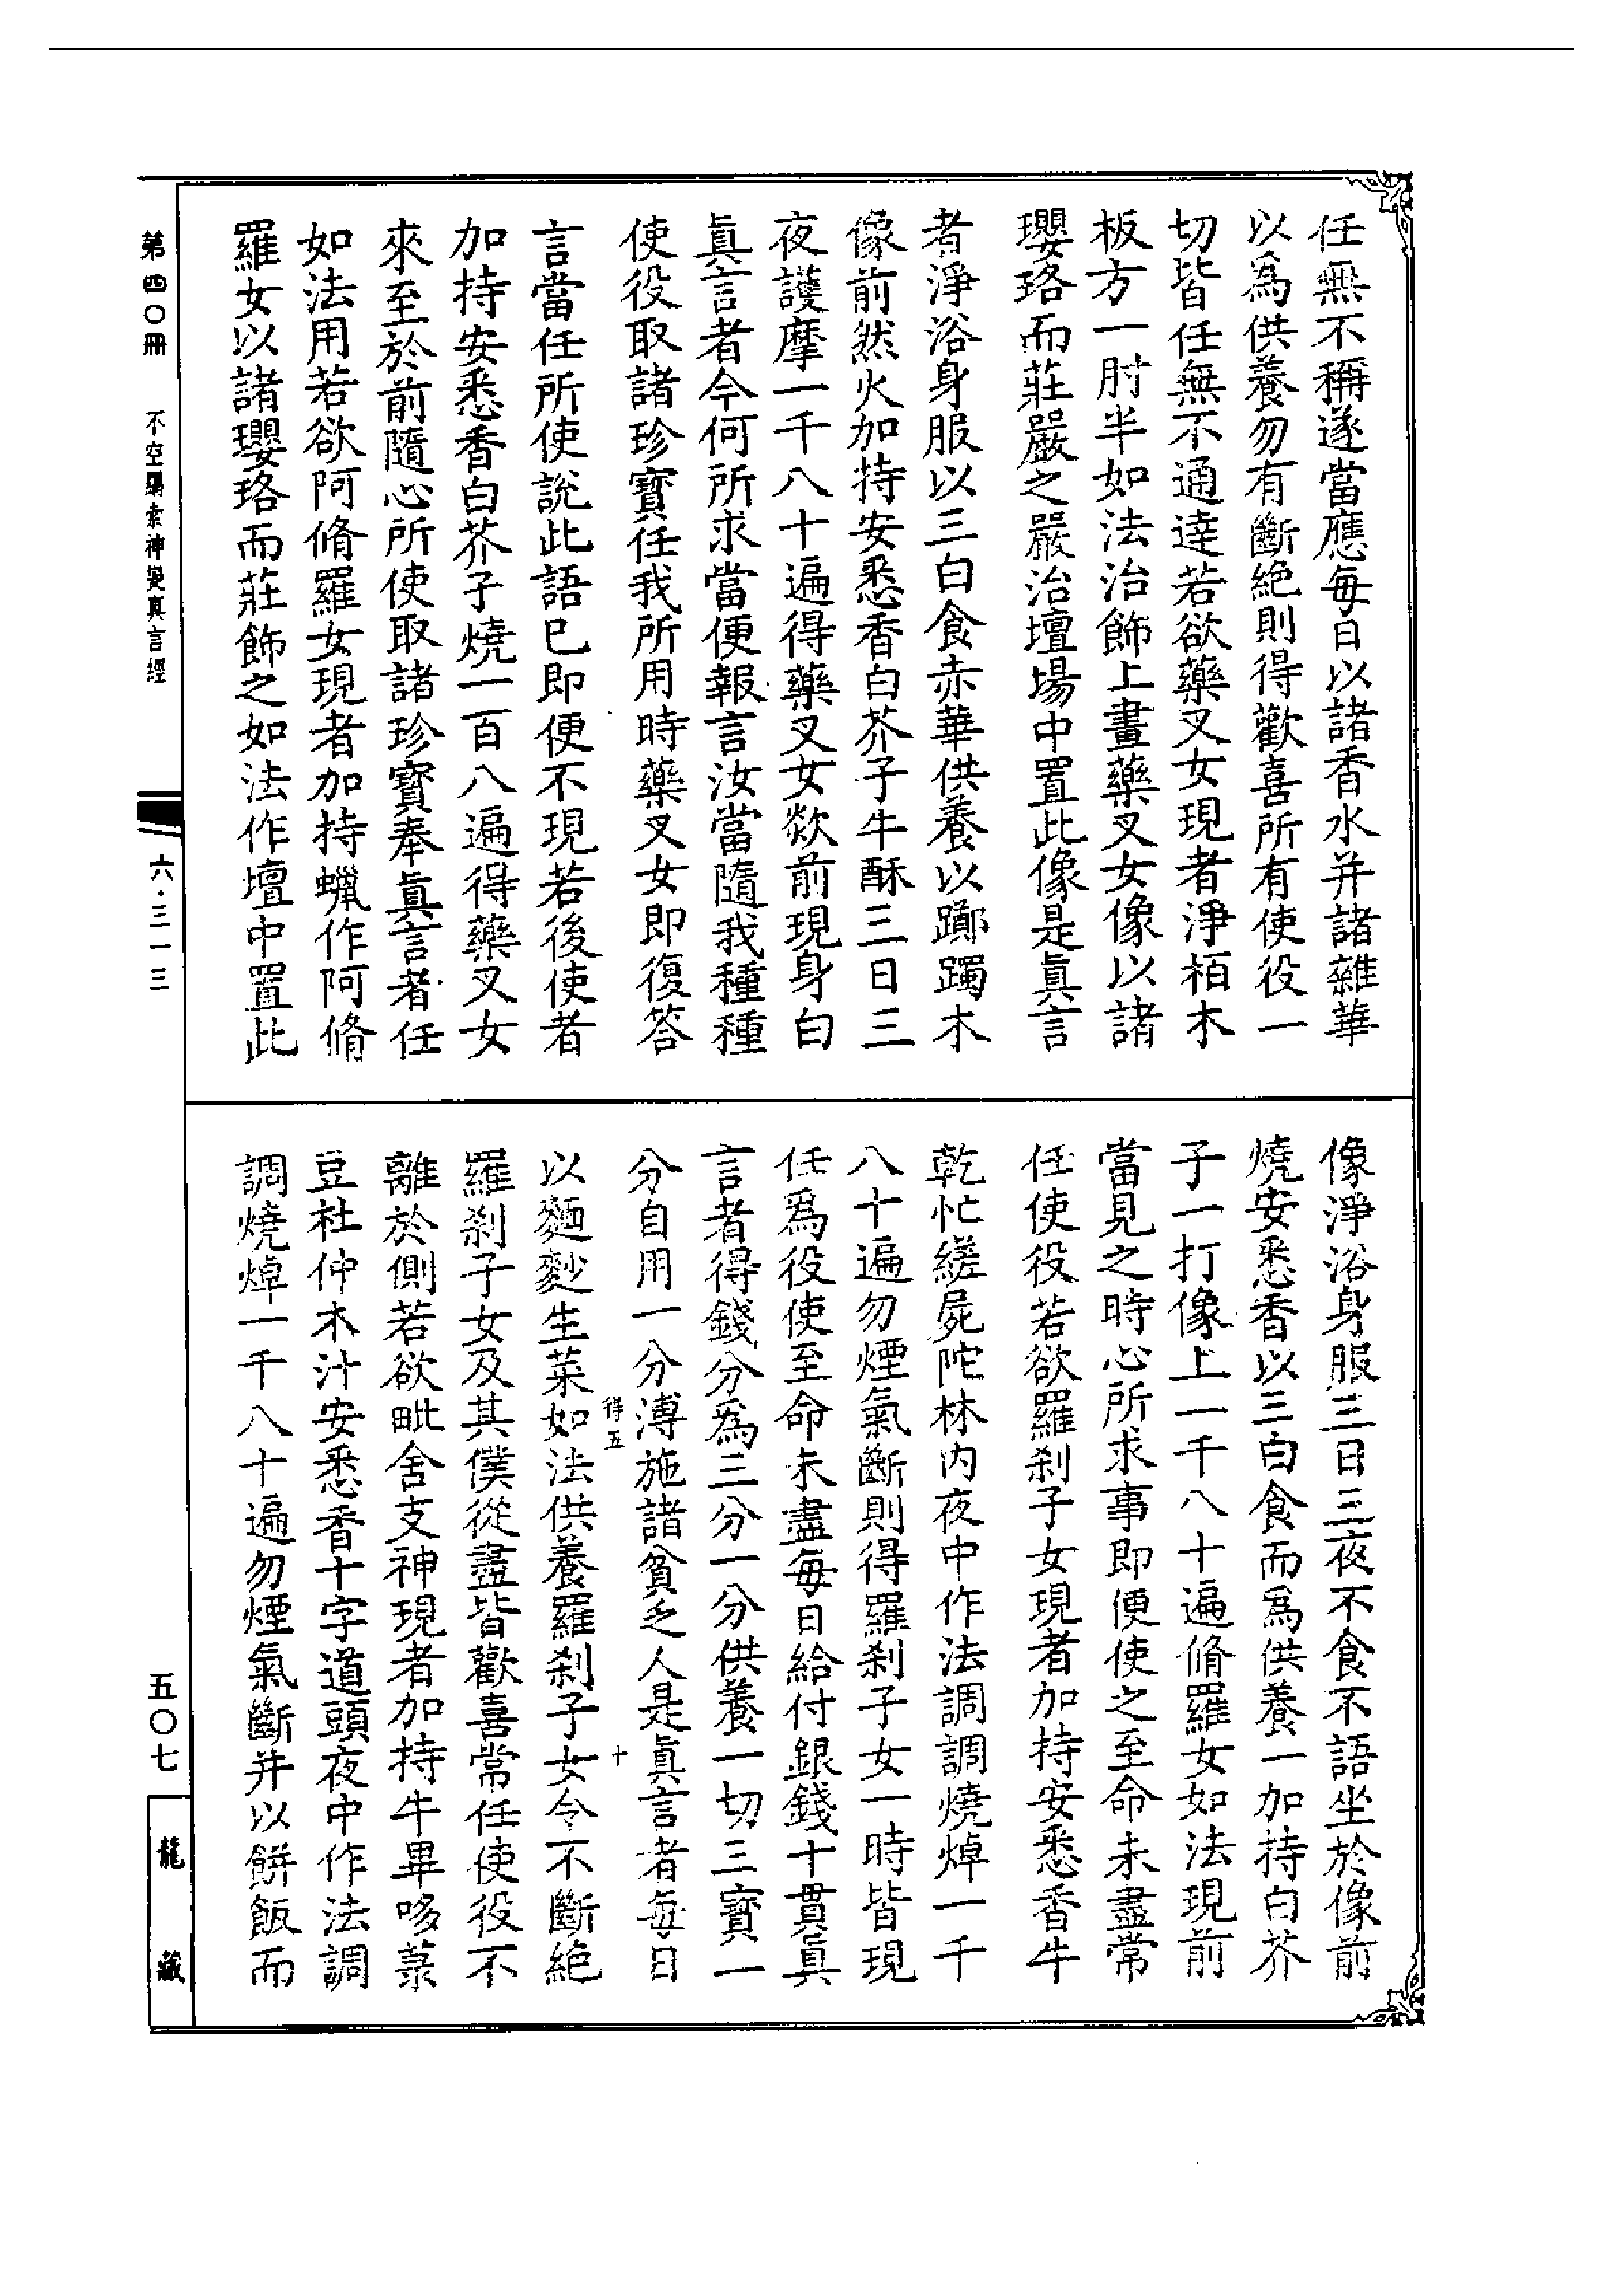 任無不稱遂當應每日以諸香水并諸雜華
以為供養勿有斷絕則得歡喜所有使役一
切皆任無不通達若欲藥叉女現者淨栢木
板方一肘半如法治飾上畫藥叉女像以諸
瓔珞而莊嚴之嚴治壇場中置此像是真言
者淨浴身服以三白食赤華供養以躑躅木
像前然火加持安悉香白芥子牛酥三日三
夜護摩一千八十遍得藥叉女欻前現身白
真言者今何所求當便報言汝當隨我種種
使役取諸珍寶任我所用時藥叉女即復答
言當任所使說此語已即便不現若後使者
加持安悉香白芥子燒一百八遍得藥叉女
來至於前隨心所使取諸珍寶奉真言者任
如法用若欲阿脩羅女現者加持蠟作阿脩
羅女以諸瓔珞而莊飾之如法作壇中置此
像淨浴身服三日三夜不食不語坐於像前
燒安悉香以三白食而為供養一加持白芥
子一打像上一千八十遍脩羅女如法現前
當見之時心所求事即便使之至命未盡常
任使役若欲羅剎子女現者加持安悉香牛
乾忙縒屍陀林內夜中作法調調燒焯一千
八十遍勿煙氣斷則得羅剎子女一時皆現
任為役使至命未盡每日給付銀錢十貫真
言者得錢分為三分一分供養一切三寶一
分自用一分溥施諸貧乏人是真言者每日
得五 十
以麵麨生菜如法供養羅剎子女令不斷絕
羅剎子女及其僕從盡皆歡喜常任使役不
離於側若欲毗舍支神現者加持牛畢哆菉
豆杜仲木汁安悉香十字道頭夜中作法調
調燒焯一千八十遍勿煙氣斷并以餅飯而
第四〇冊 不空羂索神變真言經
六·三一三
五〇七
龍藏